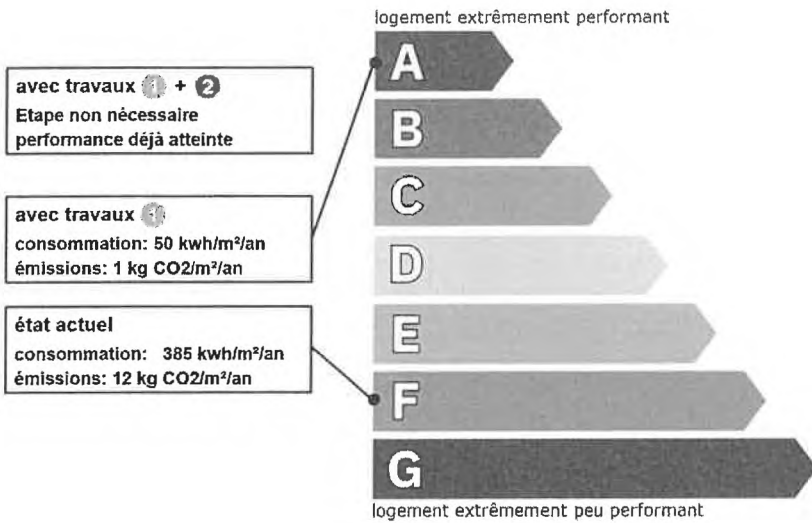 logement extrêmement performant
A
avec travaux 1 + 2
Etape non nécessaire
performance déjà atteinte
B
C
avec travaux 1
consommation: 50 kwh/m²/an
émissions: 1 kg CO2/m²/an
D
état actuel
consommation: 385 kwh/m²/an
émissions: 12 kg CO2/m²/an
E
F
G
logement extrêmement peu performant